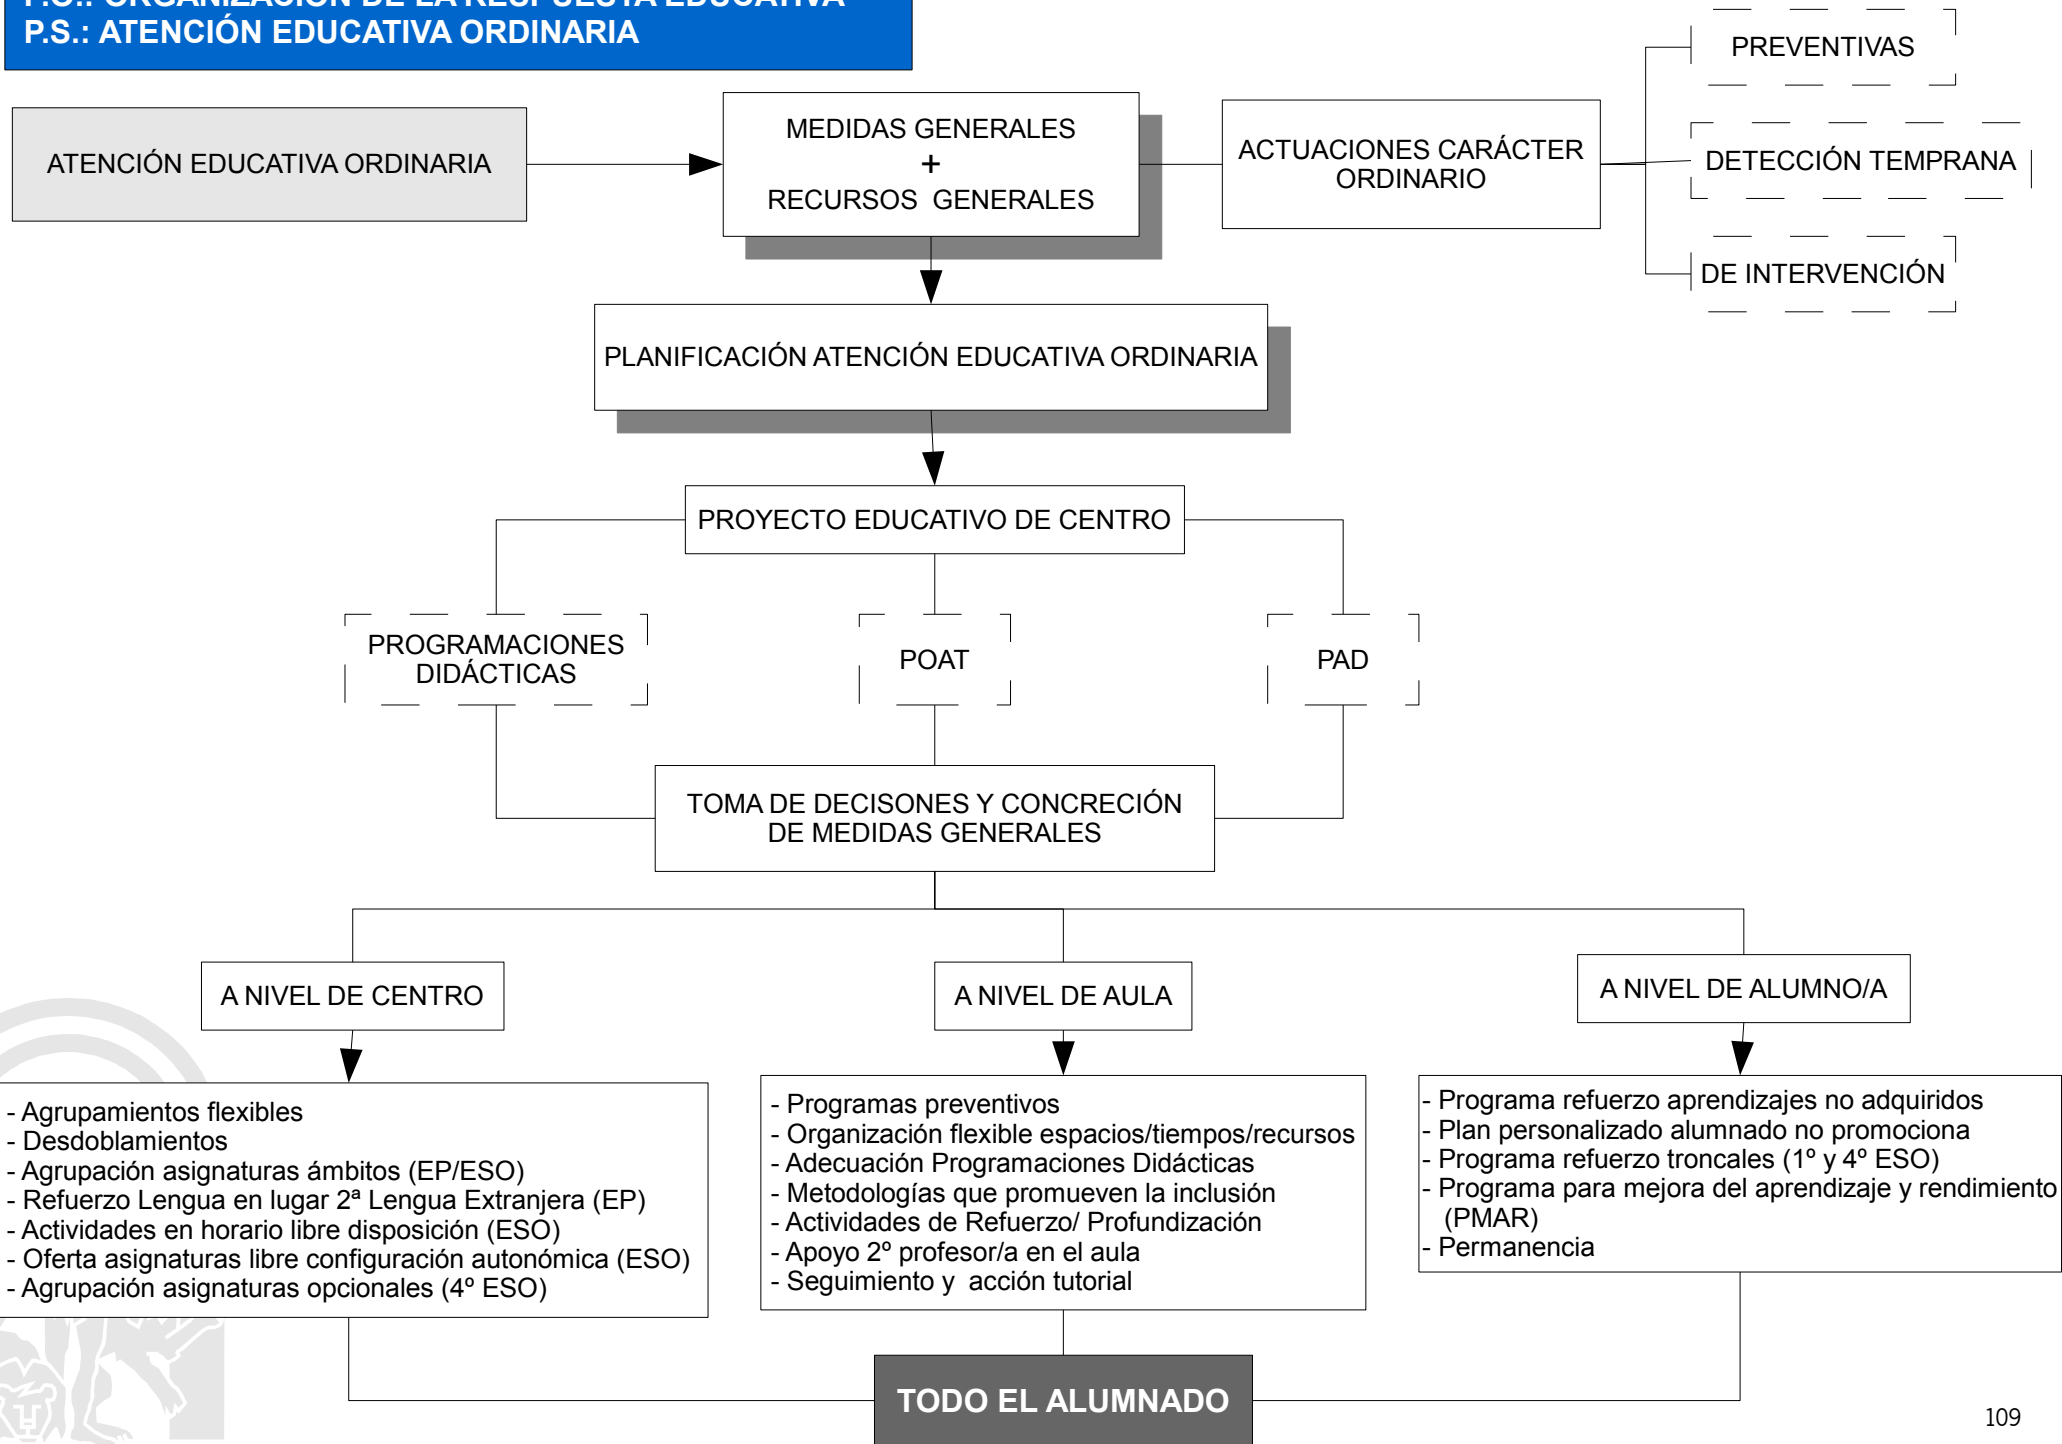 P.G.: ORGANIZACIÓN DE LA RESPUESTA EDUCATIVA
P.S.: ATENCIÓN EDUCATIVA ORDINARIA
PREVENTIVAS
ATENCIÓN EDUCATIVA ORDINARIA
MEDIDAS GENERALES
+
RECURSOS GENERALES
ACTUACIONES CARÁCTER
ORDINARIO
DETECCIÓN TEMPRANA
DE INTERVENCIÓN
PLANIFICACIÓN ATENCIÓN EDUCATIVA ORDINARIA
PROYECTO EDUCATIVO DE CENTRO
PROGRAMACIONES
DIDÁCTICAS
POAT
PAD
TOMA DE DECISONES Y CONCRECIÓN
DE MEDIDAS GENERALES
A NIVEL DE CENTRO
A NIVEL DE AULA
A NIVEL DE ALUMNO/A
- Agrupamientos flexibles
- Desdoblamientos
- Agrupación asignaturas ámbitos (EP/ESO)
- Refuerzo Lengua en lugar 2ª Lengua Extranjera (EP)
- Actividades en horario libre disposición (ESO)
- Oferta asignaturas libre configuración autonómica (ESO)
- Agrupación asignaturas opcionales (4º ESO)
- Programas preventivos
- Organización flexible espacios/tiempos/recursos
- Adecuación Programaciones Didácticas
- Metodologías que promueven la inclusión
- Actividades de Refuerzo/ Profundización
- Apoyo 2º profesor/a en el aula
- Seguimiento y acción tutorial
- Programa refuerzo aprendizajes no adquiridos
- Plan personalizado alumnado no promociona
- Programa refuerzo troncales (1º y 4º ESO)
- Programa para mejora del aprendizaje y rendimiento
(PMAR)
- Permanencia
TODO EL ALUMNADO
109